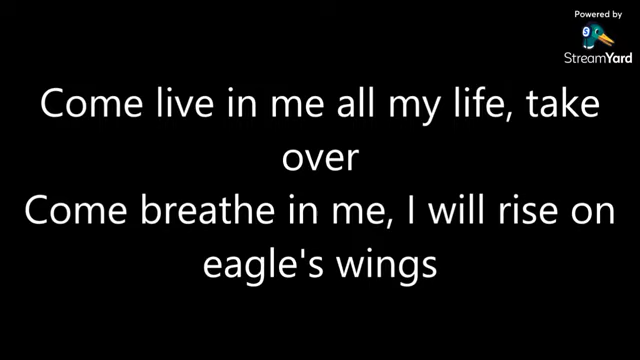 Powered by
StreamYard
Come live in me all my life, take
over
Come breathe in me, I will rise on
eagle's wings